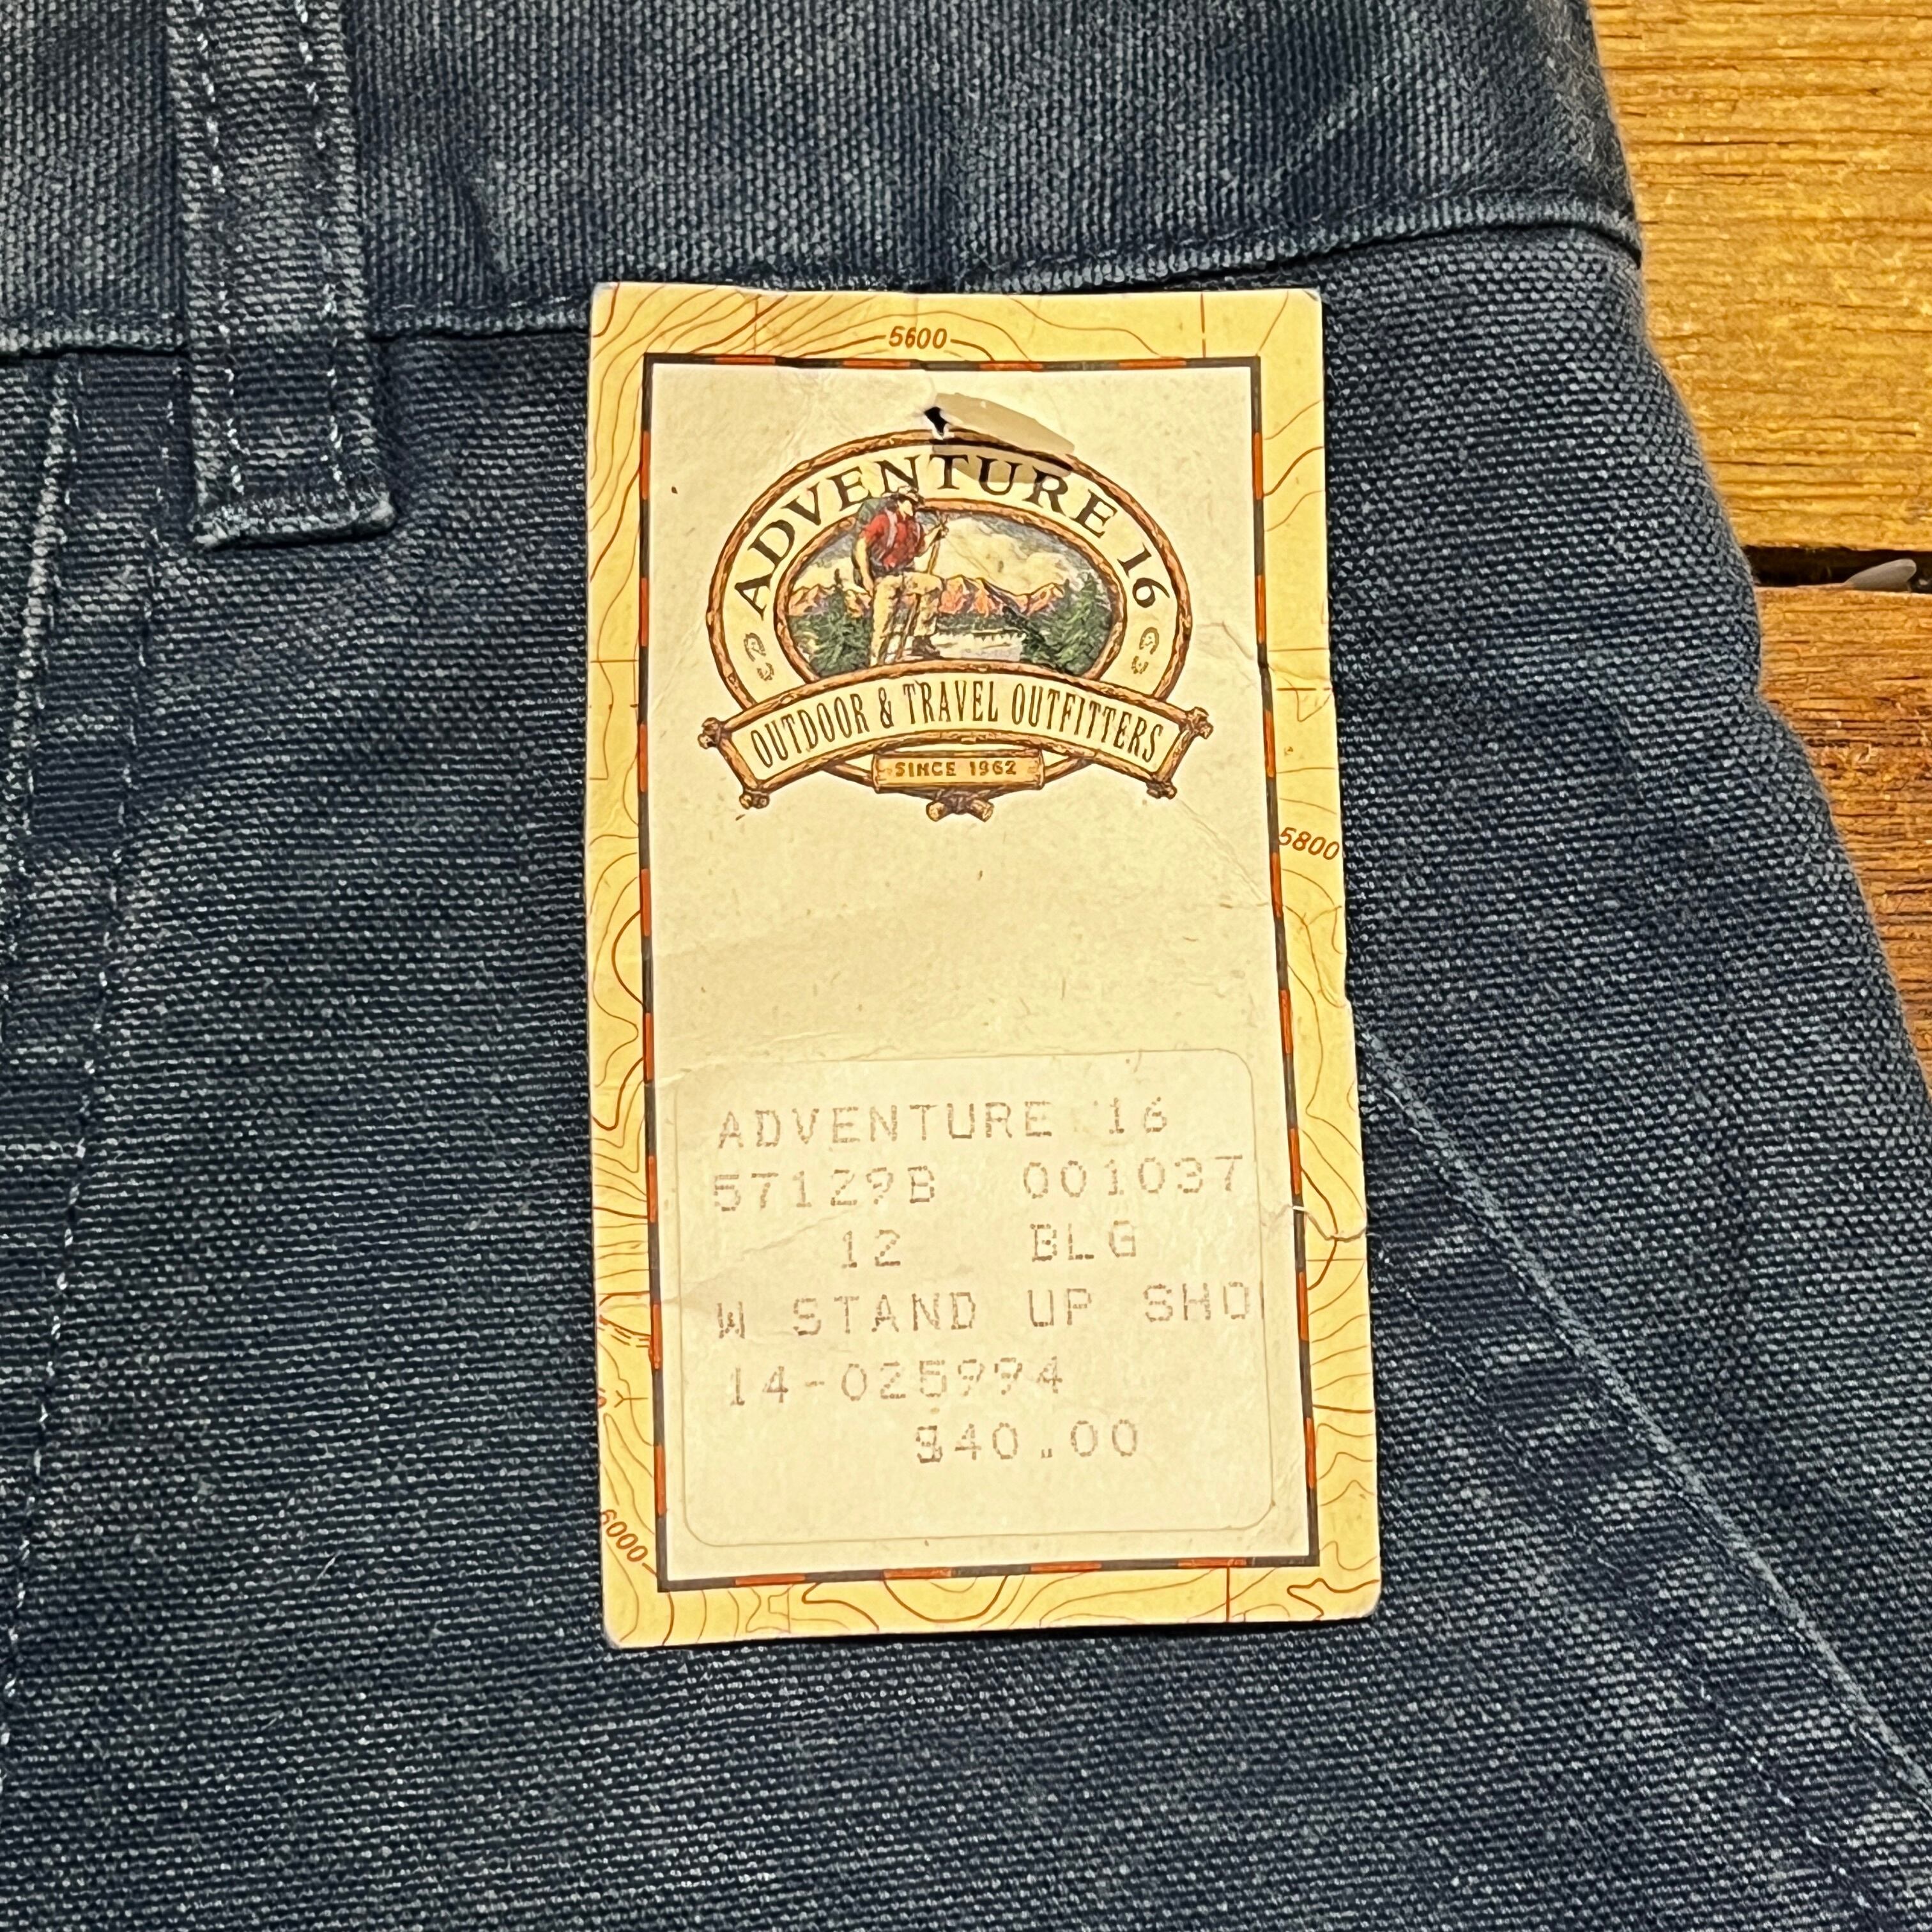 5600
ADVENTURE 16
OUTDOOR & TRAVEL OUTFITTERS
SINCE 1962
5800
ADVENTURE 16
57129B 001037
12 BLG
W STAND UP SHO
14-025994
$40.00
6000